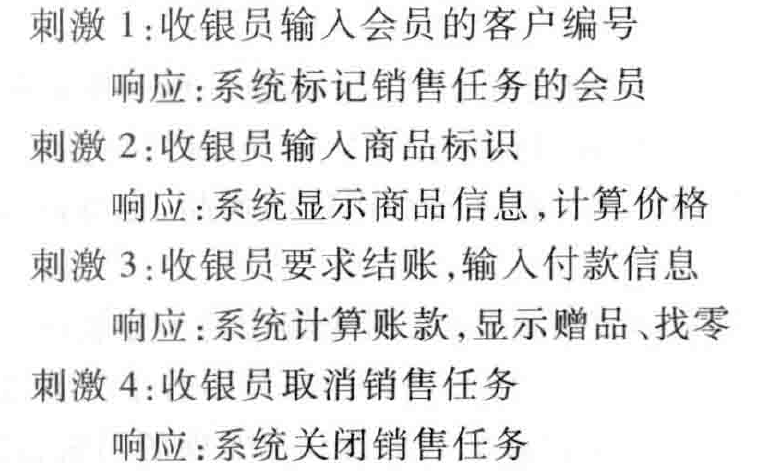 刺激 1:收银员输入会员的客户编号
响应:系统标记销售任务的会员
刺激 2:收银员输入商品标识
响应:系统显示商品信息,计算价格
刺激 3:收银员要求结账,输入付款信息
响应:系统计算账款,显示赠品、找零
刺激 4:收银员取消销售任务
响应:系统关闭销售任务